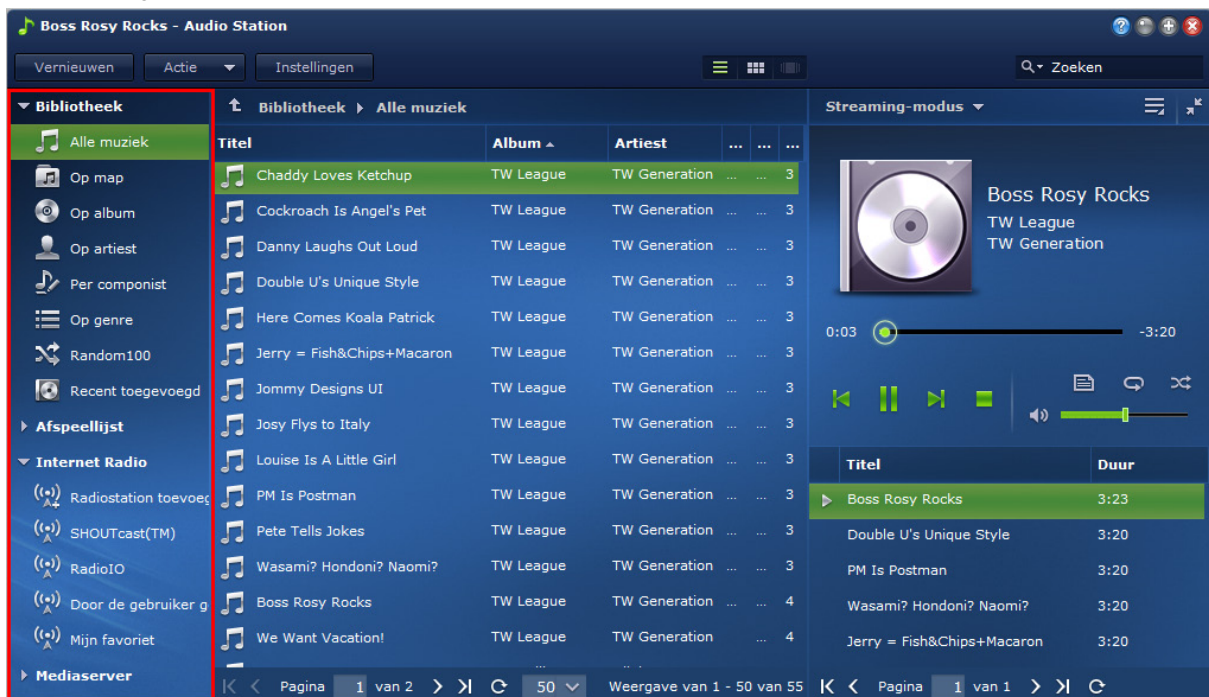 Boss Rosy Rocks - Audio Station
Vernieuwen Actie Instellingen Zoeken
Bibliotheek
Alle muziek
Op map
Op album
Op artiest
Per componist
Op genre
Random100
Recent toegevoegd
Afspeellijst
Internet Radio
Radiostation toevoeg
SHOUTcast(TM)
RadioIO
Door de gebruiker g
Mijn favoriet
Mediaserver
Bibliotheek Alle muziek
Titel Album Artiest ... ... ...
Chaddy Loves Ketchup TW League TW Generation ... ... 3
Cockroach Is Angel's Pet TW League TW Generation ... ... 3
Danny Laughs Out Loud TW League TW Generation ... ... 3
Double U's Unique Style TW League TW Generation ... ... 3
Here Comes Koala Patrick TW League TW Generation ... ... 3
Jerry = Fish&Chips+Macaron TW League TW Generation ... ... 3
Jommy Designs UI TW League TW Generation ... ... 3
Josy Flys to Italy TW League TW Generation ... ... 3
Louise Is A Little Girl TW League TW Generation ... ... 3
PM Is Postman TW League TW Generation ... ... 3
Pete Tells Jokes TW League TW Generation ... ... 3
Wasami? Hondoni? Naomi? TW League TW Generation ... ... 3
Boss Rosy Rocks TW League TW Generation ... ... 4
We Want Vacation! TW League TW Generation ... 4
Pagina 1 van 2 50 Weergave van 1 - 50 van 55
Streaming-modus
Boss Rosy Rocks
TW League
TW Generation
0:03 -3:20
Titel Duur
Boss Rosy Rocks 3:23
Double U's Unique Style 3:20
PM Is Postman 3:20
Wasami? Hondoni? Naomi? 3:20
Jerry = Fish&Chips+Macaron 3:20
Pagina 1 van 1